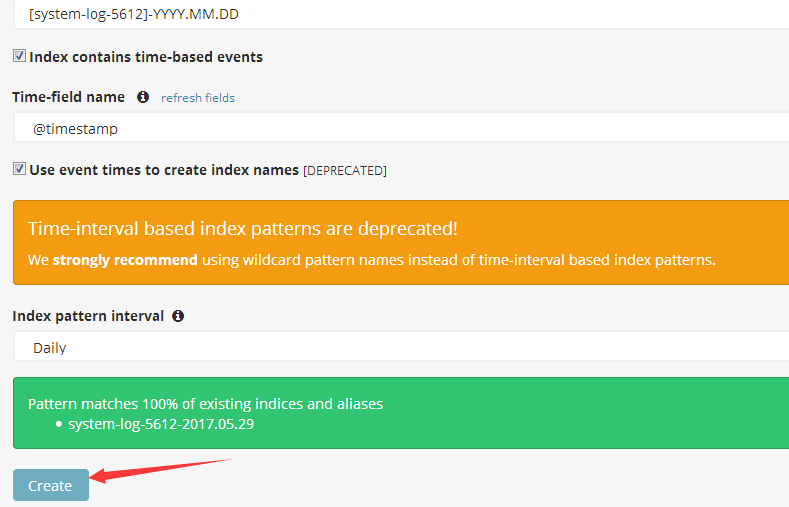 [system-log-5612]-YYYY.MM.DD
Index contains time-based events
Time-field name refresh fields
@timestamp
Use event times to create index names [DEPRECATED]
Time-interval based index patterns are deprecated!
We strongly recommend using wildcard pattern names instead of time-interval based index patterns.
Index pattern interval
Daily
Pattern matches 100% of existing indices and aliases
• system-log-5612-2017.05.29
Create